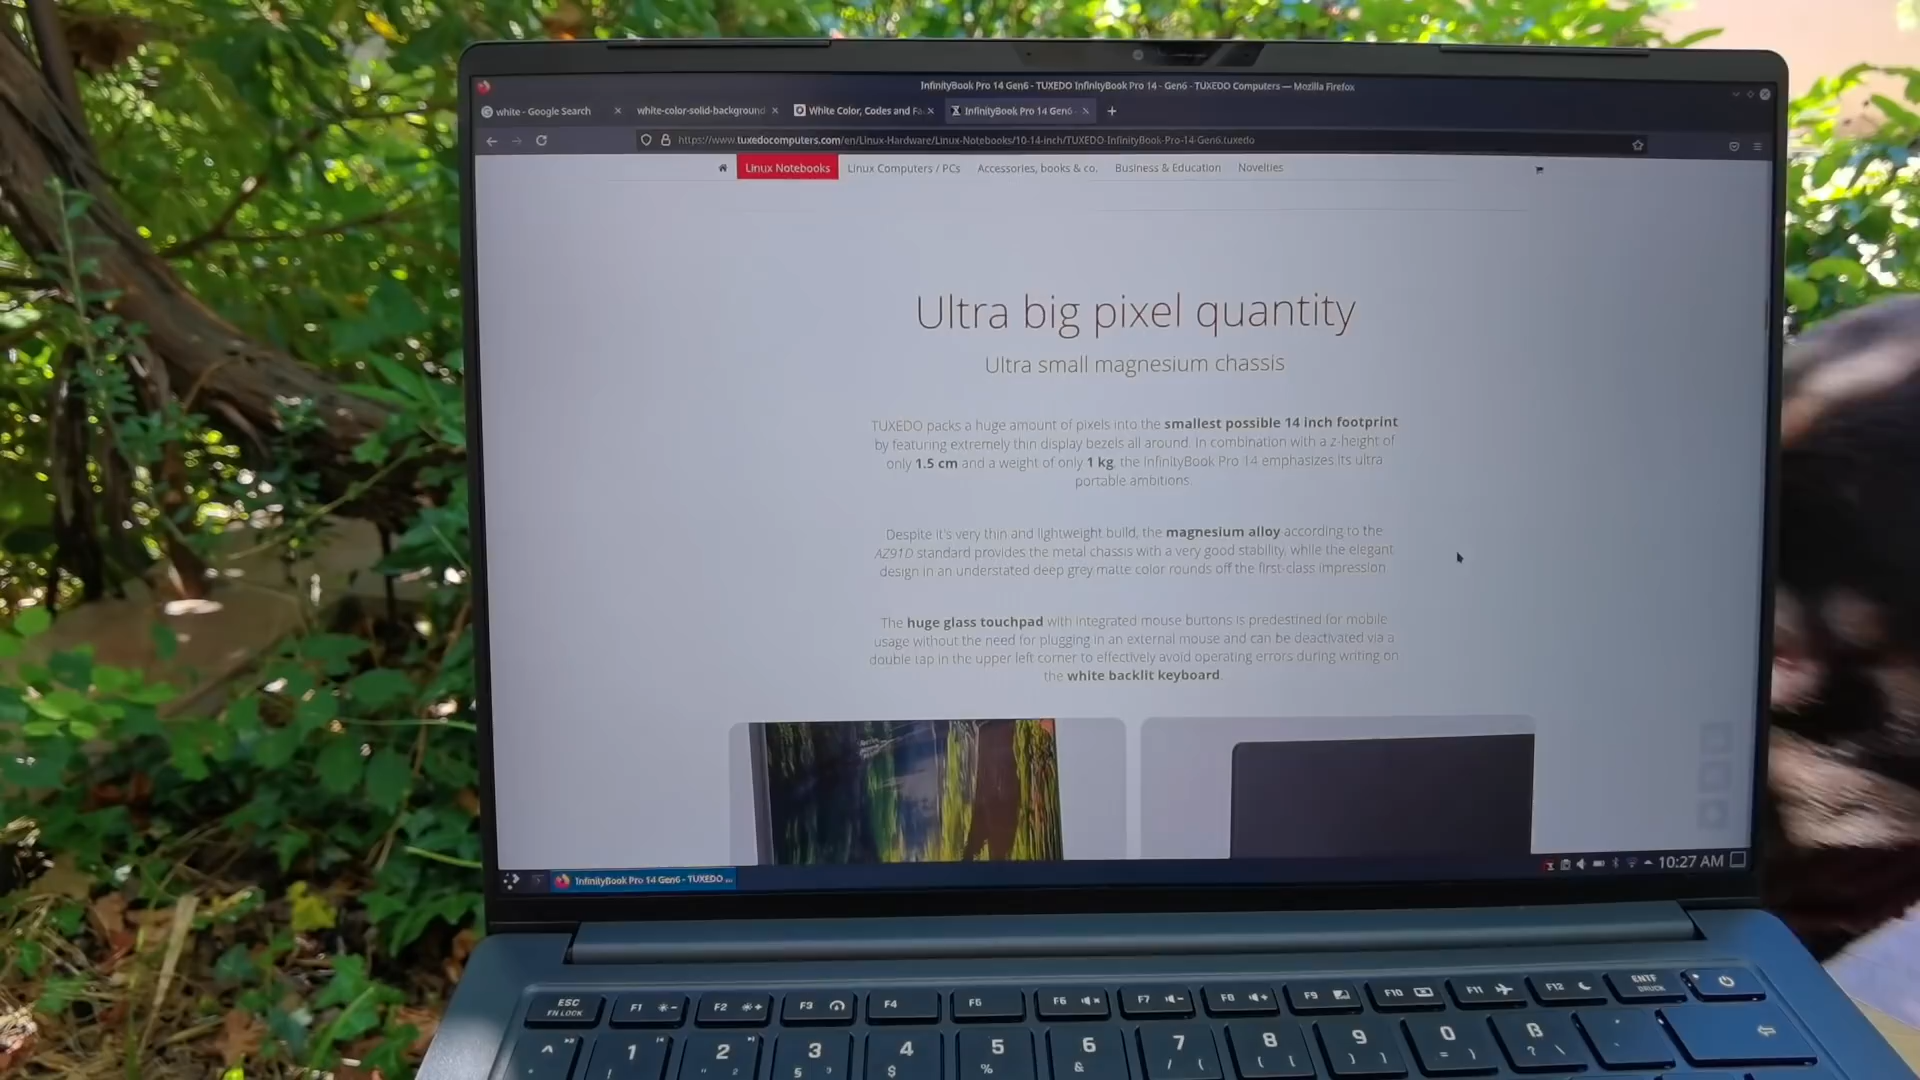 InfinityBook Pro 14 Gen6 - TUXEDO InfinityBook Pro 14 - Gen6 - TUXEDO Computers — Mozilla Firefox
white - Google Search
white-color-solid-background
White Color, Codes and Fa
InfinityBook Pro 14 Gen6 -
https://www.tuxedocomputers.com/en/Linux-Hardware/Linux-Notebooks/10-14-inch/TUXEDO-InfinityBook-Pro-14-Gen6.tuxedo
Linux Notebooks Linux Computers / PCs Accessories, books & co. Business & Education Novelties
Ultra big pixel quantity
Ultra small magnesium chassis
TUXEDO packs a huge amount of pixels into the smallest possible 14 inch footprint
by featuring extremely thin display bezels all around. In combination with a z-height of
only 1.5 cm and a weight of only 1 kg, the InfinityBook Pro 14 emphasizes its ultra
portable ambitions.
Despite it's very thin and lightweight build, the magnesium alloy according to the
AZ91D standard provides the metal chassis with a very good stability, while the elegant
design in an understated deep grey matte color rounds off the first-class impression
The huge glass touchpad with integrated mouse buttons is predestined for mobile
usage without the need for plugging in an external mouse and can be deactivated via a
double tap in the upper left corner to effectively avoid operating errors during writing on
the white backlit keyboard.
InfinityBook Pro 14 Gen6 - TUXEDO ...
10:27 AM
ESC F1 F2 F3 F4 F5 F6 F7 F8 F9 F10 F11 F12 ENTF
FN LOCK DRUCK
^ 1 2 3 4 5 6 7 8 9 0 ß
° ! " ² § ³ $ % & / { ( [ ) ] = } ? \